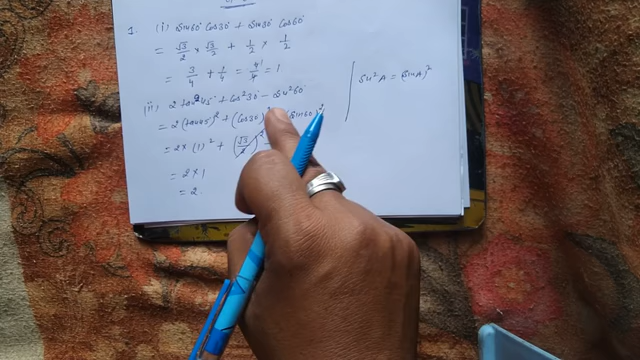 1. (i) sin60° cos30° + sin30° cos60°
= √3/2 × √3/2 + 1/2 × 1/2
= 3/4 + 1/4 = 4/4 = 1
(ii) 2 tan²45° + cos²30° − sin²60°
= 2(tan45)² + (cos30)² (sin60)²
= 2 × (1)² + (√3/2)²
= 2 × 1
= 2.
sin²A = (sinA)²